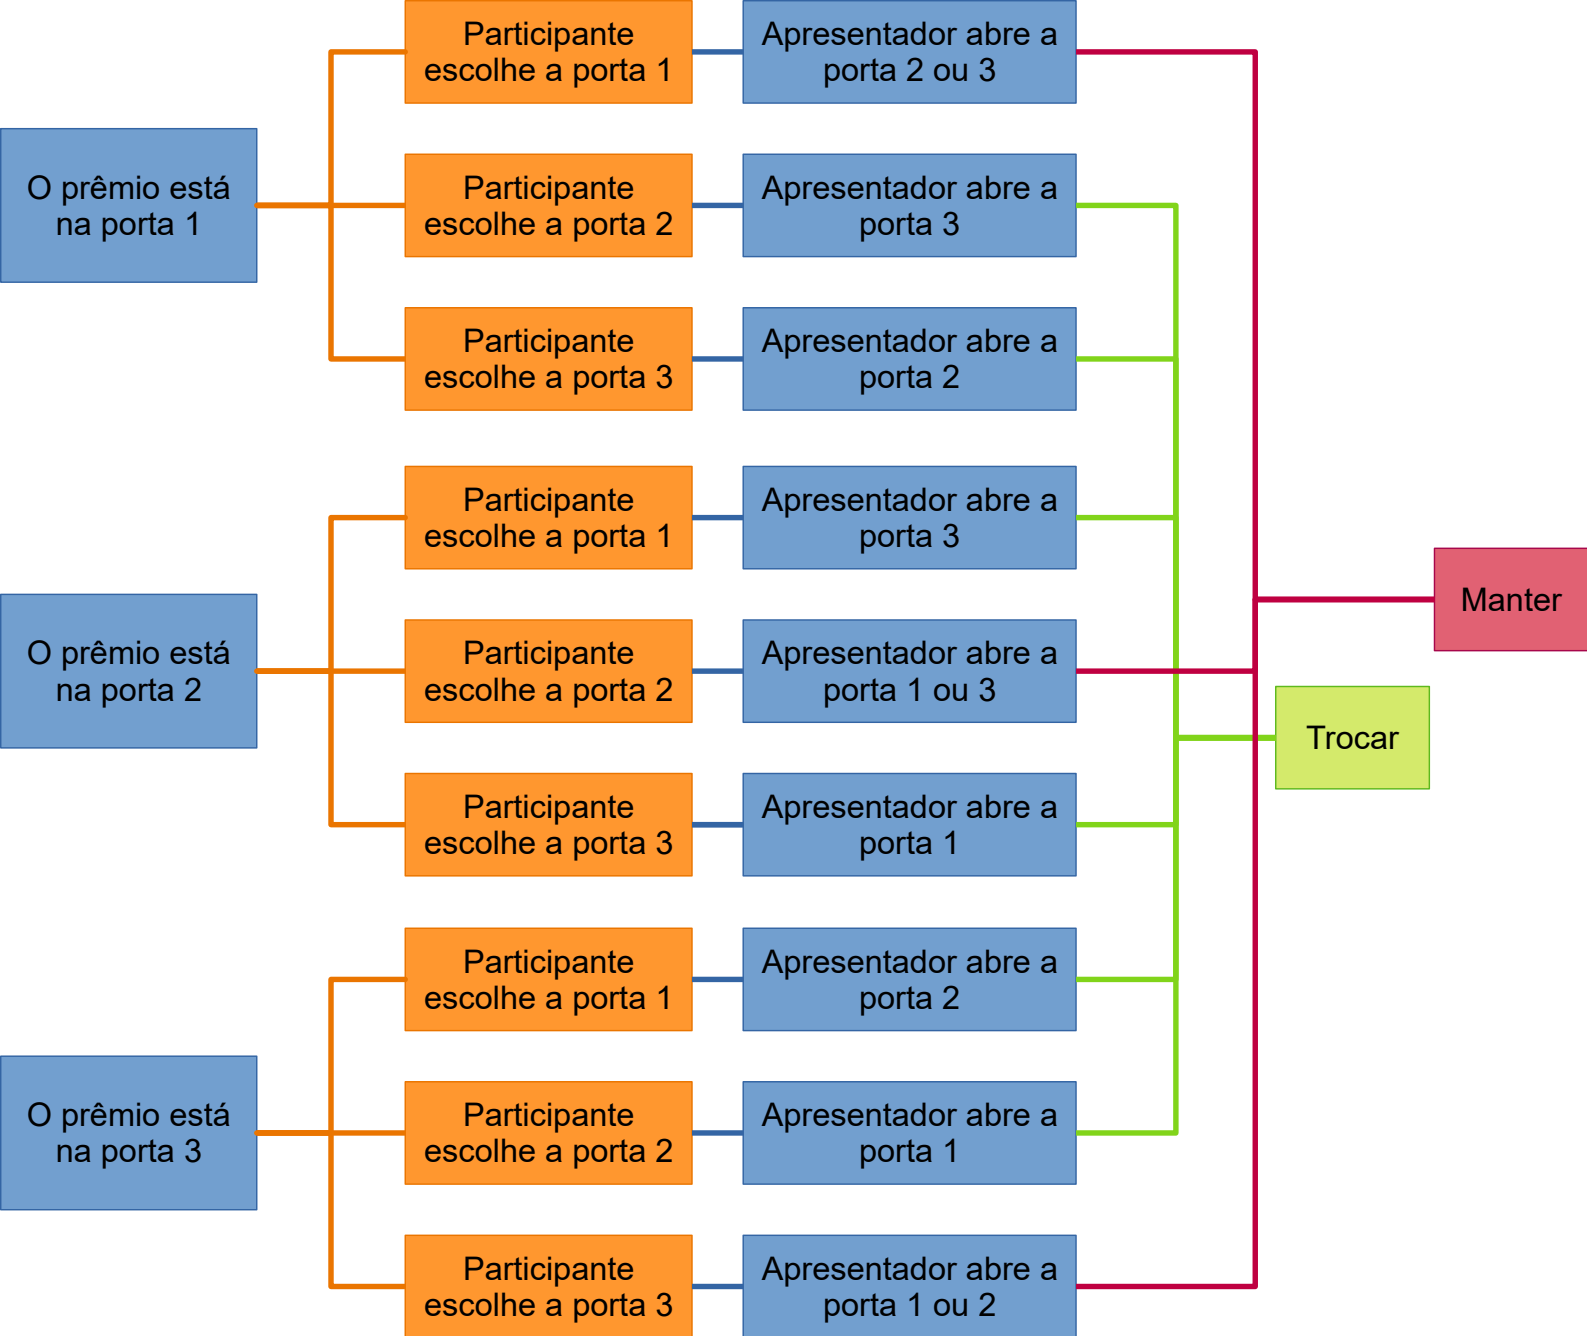 Participante
escolhe a porta 1
Apresentador abre a
porta 2 ou 3
O prêmio está
na porta 1
Participante
escolhe a porta 2
Apresentador abre a
porta 3
Participante
escolhe a porta 3
Apresentador abre a
porta 2
Participante
escolhe a porta 1
Apresentador abre a
porta 3
O prêmio está
na porta 2
Participante
escolhe a porta 2
Apresentador abre a
porta 1 ou 3
Manter
Trocar
Participante
escolhe a porta 3
Apresentador abre a
porta 1
Participante
escolhe a porta 1
Apresentador abre a
porta 2
O prêmio está
na porta 3
Participante
escolhe a porta 2
Apresentador abre a
porta 1
Participante
escolhe a porta 3
Apresentador abre a
porta 1 ou 2